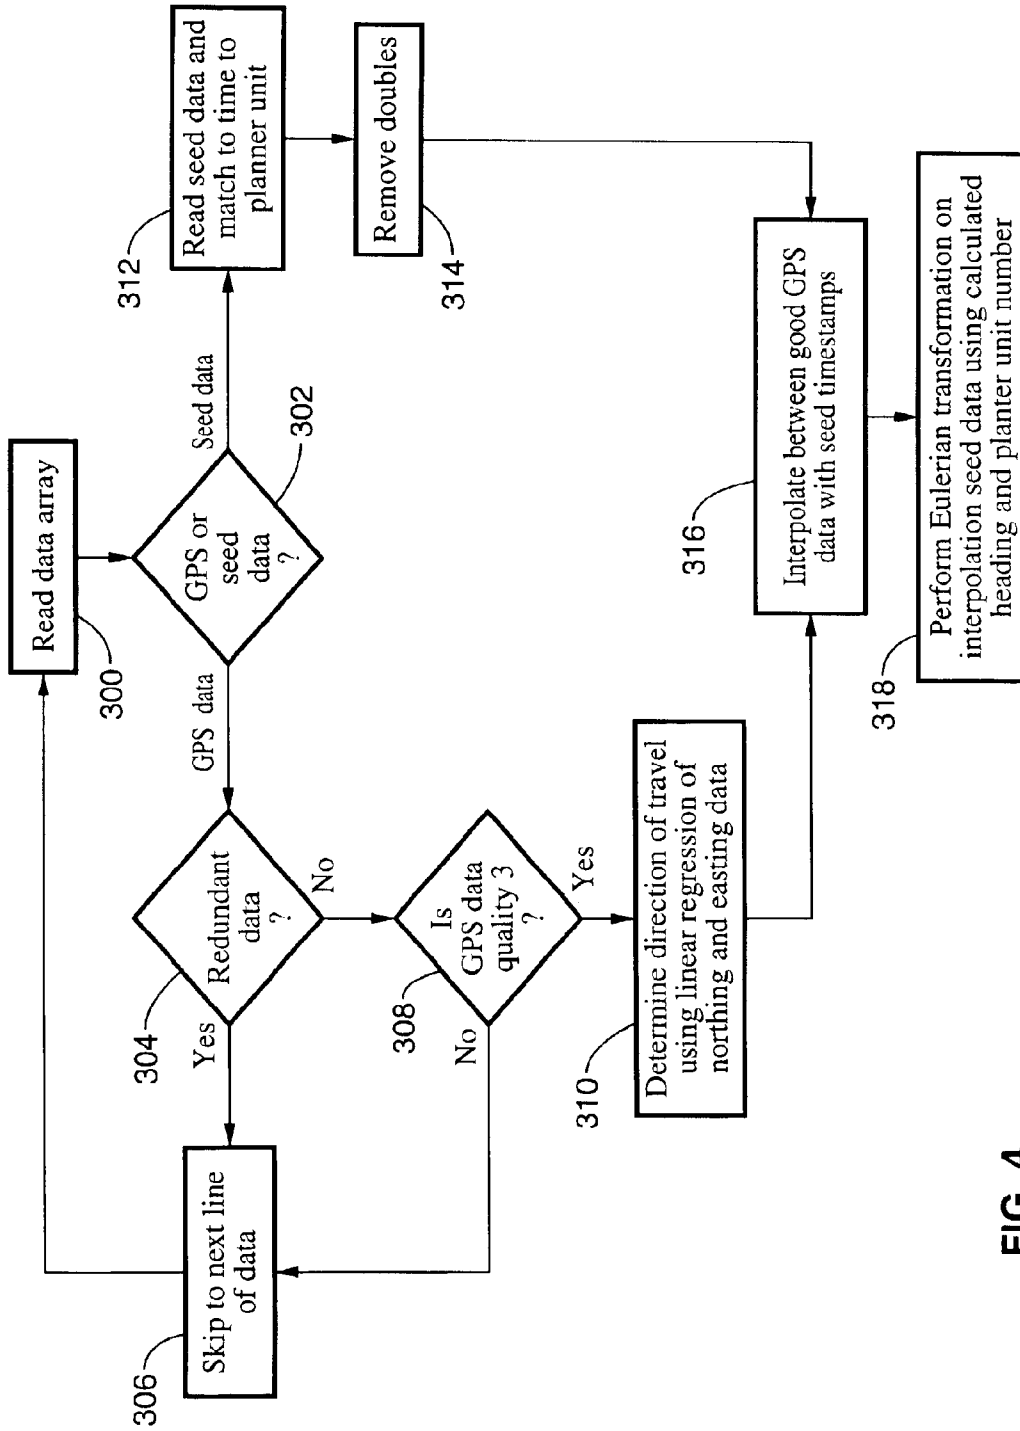 Read data array
300
GPS or
seed
data
?
302
GPS data
Seed data
Redundant
data
?
304
Yes
No
Skip to next line
of data
306
Is
GPS data
quality 3
?
308
No
Yes
Determine direction of travel
using linear regression of
northing and easting data
310
Read seed data and
match to time to
planner unit
312
Remove doubles
314
Interpolate between good GPS
data with seed timestamps
316
Perform Eulerian transformation on
interpolation seed data using calculated
heading and planter unit number
318
FIG. 4